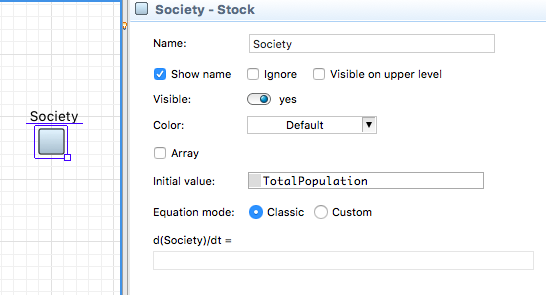 Society - Stock
Name: Society
Show name Ignore Visible on upper level
Visible: yes
Color: Default
Society
Array
Initial value: TotalPopulation
Equation mode: Classic Custom
d(Society)/dt =